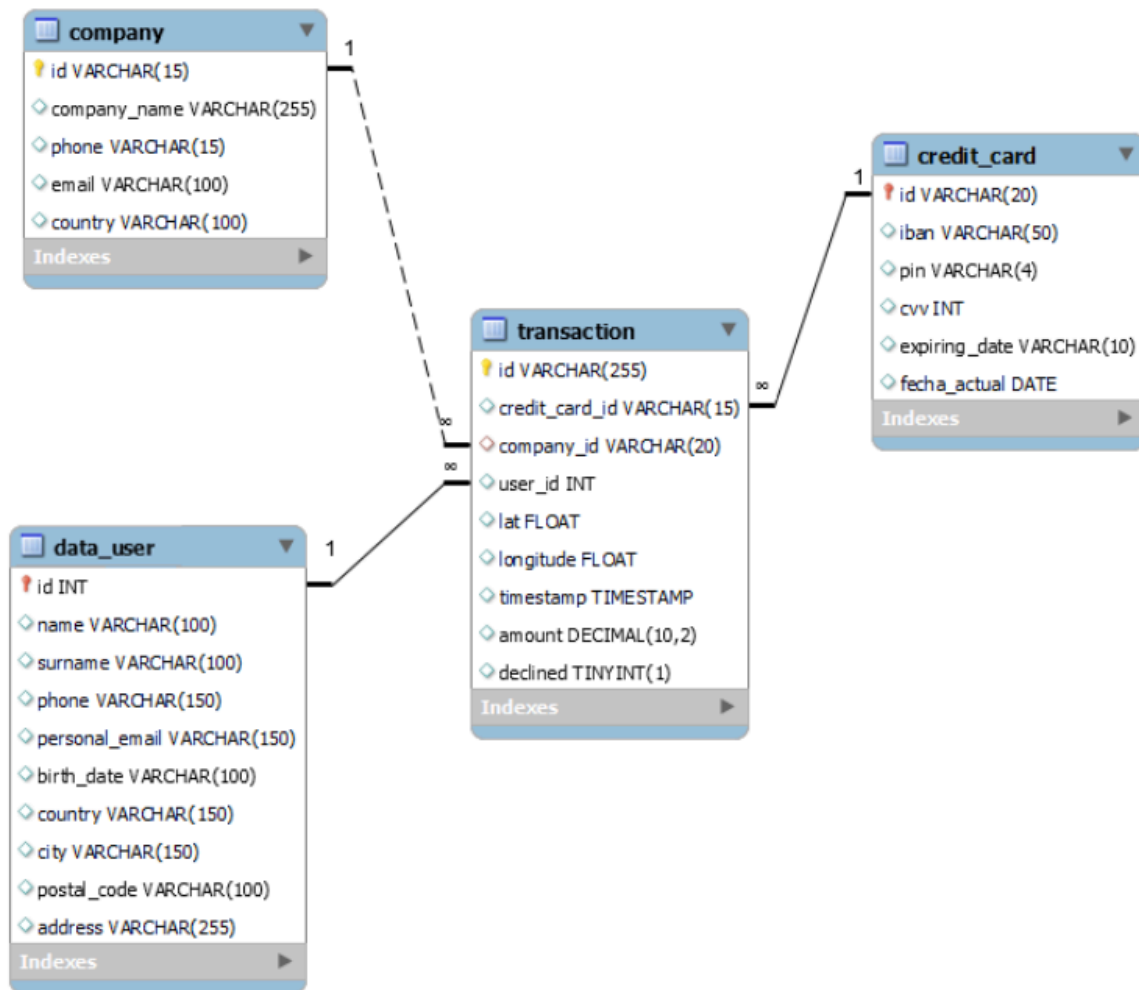 company
id VARCHAR(15)
company_name VARCHAR(255)
phone VARCHAR(15)
email VARCHAR(100)
country VARCHAR(100)
Indexes
1
credit_card
id VARCHAR(20)
iban VARCHAR(50)
pin VARCHAR(4)
cvv INT
expiring_date VARCHAR(10)
fecha_actual DATE
Indexes
1
transaction
id VARCHAR(255)
credit_card_id VARCHAR(15)
company_id VARCHAR(20)
user_id INT
lat FLOAT
longitude FLOAT
timestamp TIMESTAMP
amount DECIMAL(10,2)
declined TINYINT(1)
Indexes
∞
∞
∞
data_user
id INT
name VARCHAR(100)
surname VARCHAR(100)
phone VARCHAR(150)
personal_email VARCHAR(150)
birth_date VARCHAR(100)
country VARCHAR(150)
city VARCHAR(150)
postal_code VARCHAR(100)
address VARCHAR(255)
Indexes
1